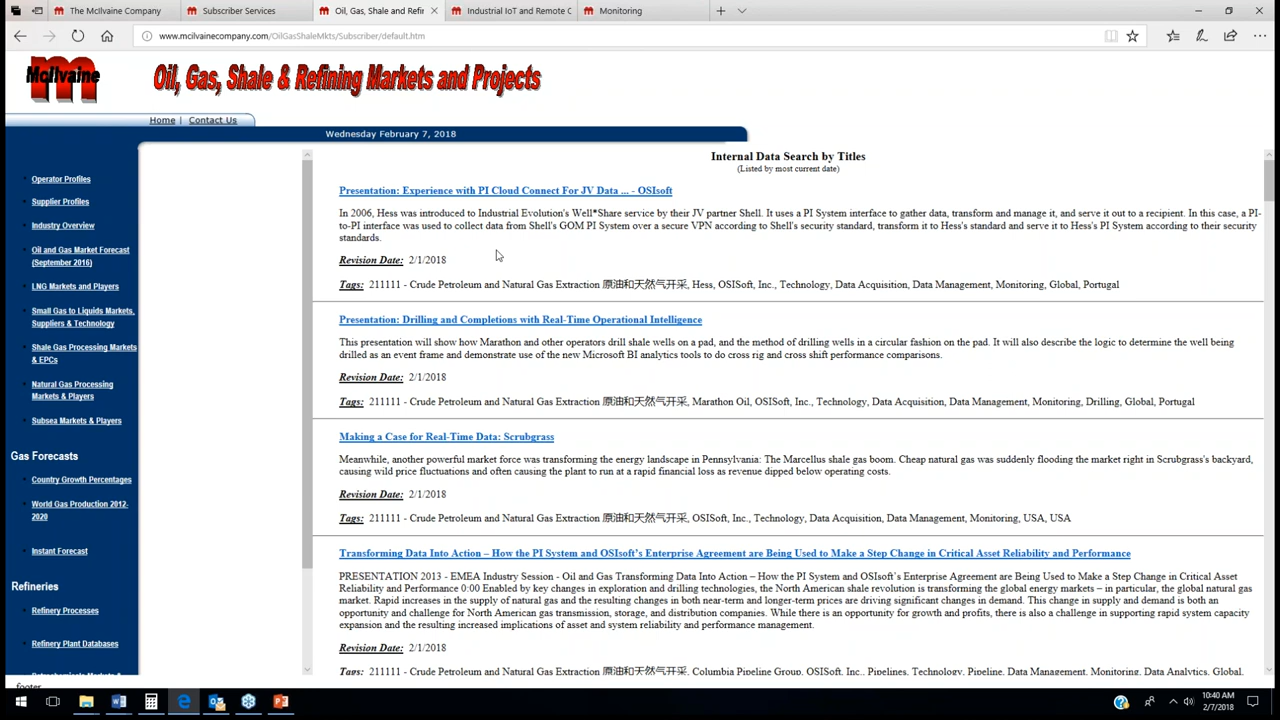 The McIlvaine Company
Subscriber Services
Oil, Gas, Shale and Refi
Industrial IoT and Remote C
Monitoring
www.mcilvainecompany.com/OilGasShaleMkts/Subscriber/default.htm
McIlvaine
Oil, Gas, Shale & Refining Markets and Projects
Home | Contact Us
Wednesday February 7, 2018
Operator Profiles
Supplier Profiles
Industry Overview
Oil and Gas Market Forecast
(September 2016)
LNG Markets and Players
Small Gas to Liquids Markets,
Suppliers & Technology
Shale Gas Processing Markets
& EPCs
Natural Gas Processing
Markets & Players
Subsea Markets & Players
Gas Forecasts
Country Growth Percentages
World Gas Production 2012-
2020
Instant Forecast
Refineries
Refinery Processes
Refinery Plant Databases
Internal Data Search by Titles
(Listed by most current date)
Presentation: Experience with PI Cloud Connect For JV Data ... - OSIsoft
In 2006, Hess was introduced to Industrial Evolution's Well*Share service by their JV partner Shell. It uses a PI System interface to gather data, transform and manage it, and serve it out to a recipient. In this case, a PI-
to-PI interface was used to collect data from Shell's GOM PI System over a secure VPN according to Shell's security standard, transform it to Hess's standard and serve it to Hess's PI System according to their security
standards.
Revision Date: 2/1/2018
Tags: 211111 - Crude Petroleum and Natural Gas Extraction 原油和天然气开采, Hess, OSISoft, Inc., Technology, Data Acquisition, Data Management, Monitoring, Global, Portugal
Presentation: Drilling and Completions with Real-Time Operational Intelligence
This presentation will show how Marathon and other operators drill shale wells on a pad, and the method of drilling wells in a circular fashion on the pad. It will also describe the logic to determine the well being
drilled as an event frame and demonstrate use of the new Microsoft BI analytics tools to do cross rig and cross shift performance comparisons.
Revision Date: 2/1/2018
Tags: 211111 - Crude Petroleum and Natural Gas Extraction 原油和天然气开采, Marathon Oil, OSISoft, Inc., Technology, Data Acquisition, Data Management, Monitoring, Drilling, Global, Portugal
Making a Case for Real-Time Data: Scrubgrass
Meanwhile, another powerful market force was transforming the energy landscape in Pennsylvania: The Marcellus shale gas boom. Cheap natural gas was suddenly flooding the market right in Scrubgrass's backyard,
causing wild price fluctuations and often causing the plant to run at a rapid financial loss as revenue dipped below operating costs.
Revision Date: 2/1/2018
Tags: 211111 - Crude Petroleum and Natural Gas Extraction 原油和天然气开采, OSISoft, Inc., Technology, Data Acquisition, Data Management, Monitoring, USA, USA
Transforming Data Into Action – How the PI System and OSIsoft's Enterprise Agreement are Being Used to Make a Step Change in Critical Asset Reliability and Performance
PRESENTATION 2013 - EMEA Industry Session - Oil and Gas Transforming Data Into Action – How the PI System and OSIsoft's Enterprise Agreement are Being Used to Make a Step Change in Critical Asset
Reliability and Performance 0:00 Enabled by key changes in exploration and drilling technologies, the North American shale revolution is transforming the global energy markets – in particular, the global natural gas
market. Rapid increases in the supply of natural gas and the resulting changes in both near-term and longer-term prices are driving significant changes in demand. This change in supply and demand is both an
opportunity and challenge for North American gas transmission, storage, and distribution companies. While there is an opportunity for growth and profits, there is also a challenge in supporting rapid system capacity
expansion and the resulting increased implications of asset and system reliability and performance management.
Revision Date: 2/1/2018
Tags: 211111 - Crude Petroleum and Natural Gas Extraction 原油和天然气开采, Columbia Pipeline Group, OSISoft, Inc., Pipelines, Technology, Pipeline, Data Management, Monitoring, Data Analytics, Global,
footer
10:40 AM
2/7/2018